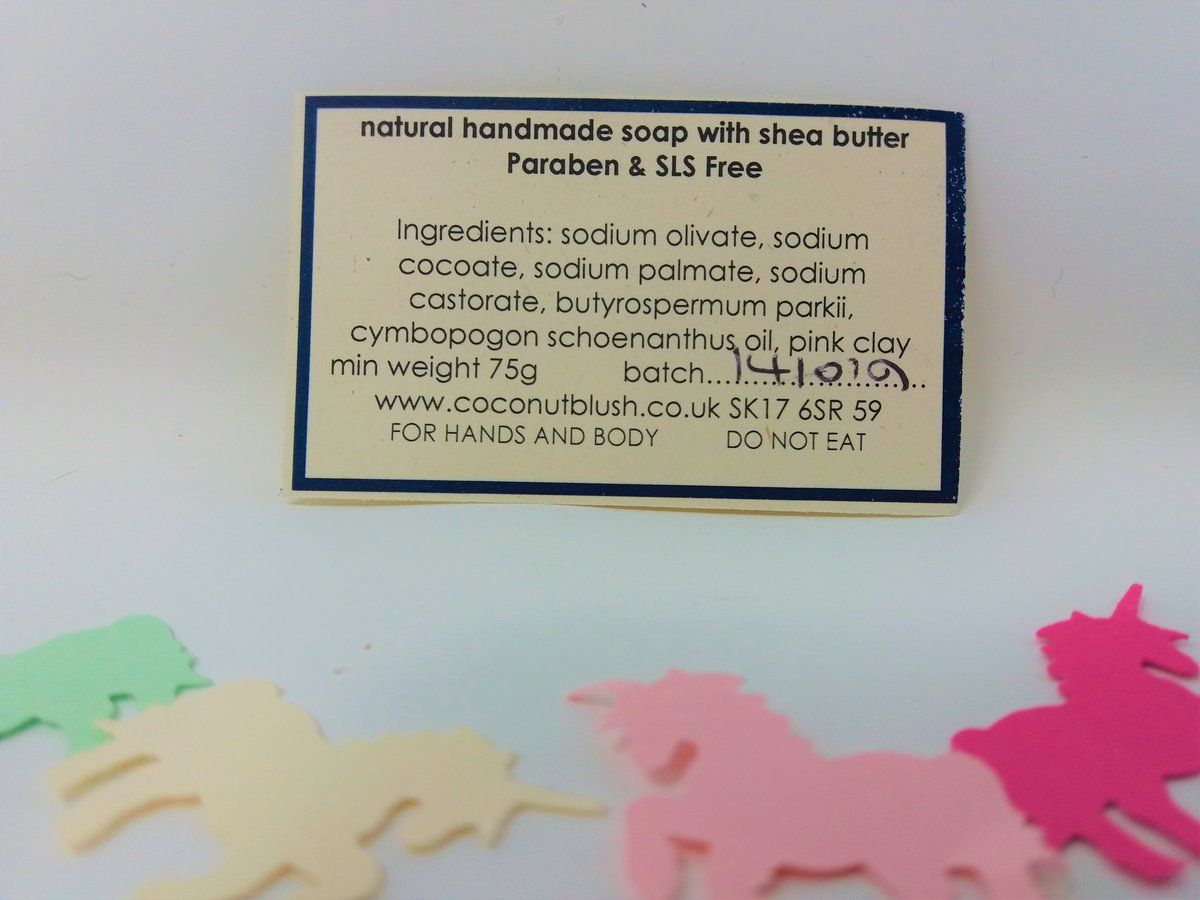 natural handmade soap with shea butter
Paraben & SLS Free
Ingredients: sodium olivate, sodium
cocoate, sodium palmate, sodium
castorate, butyrospermum parkii,
cymbopogon schoenanthus oil, pink clay
min weight 75g batch...141019...
www.coconutblush.co.uk SK17 6SR 59
FOR HANDS AND BODY DO NOT EAT